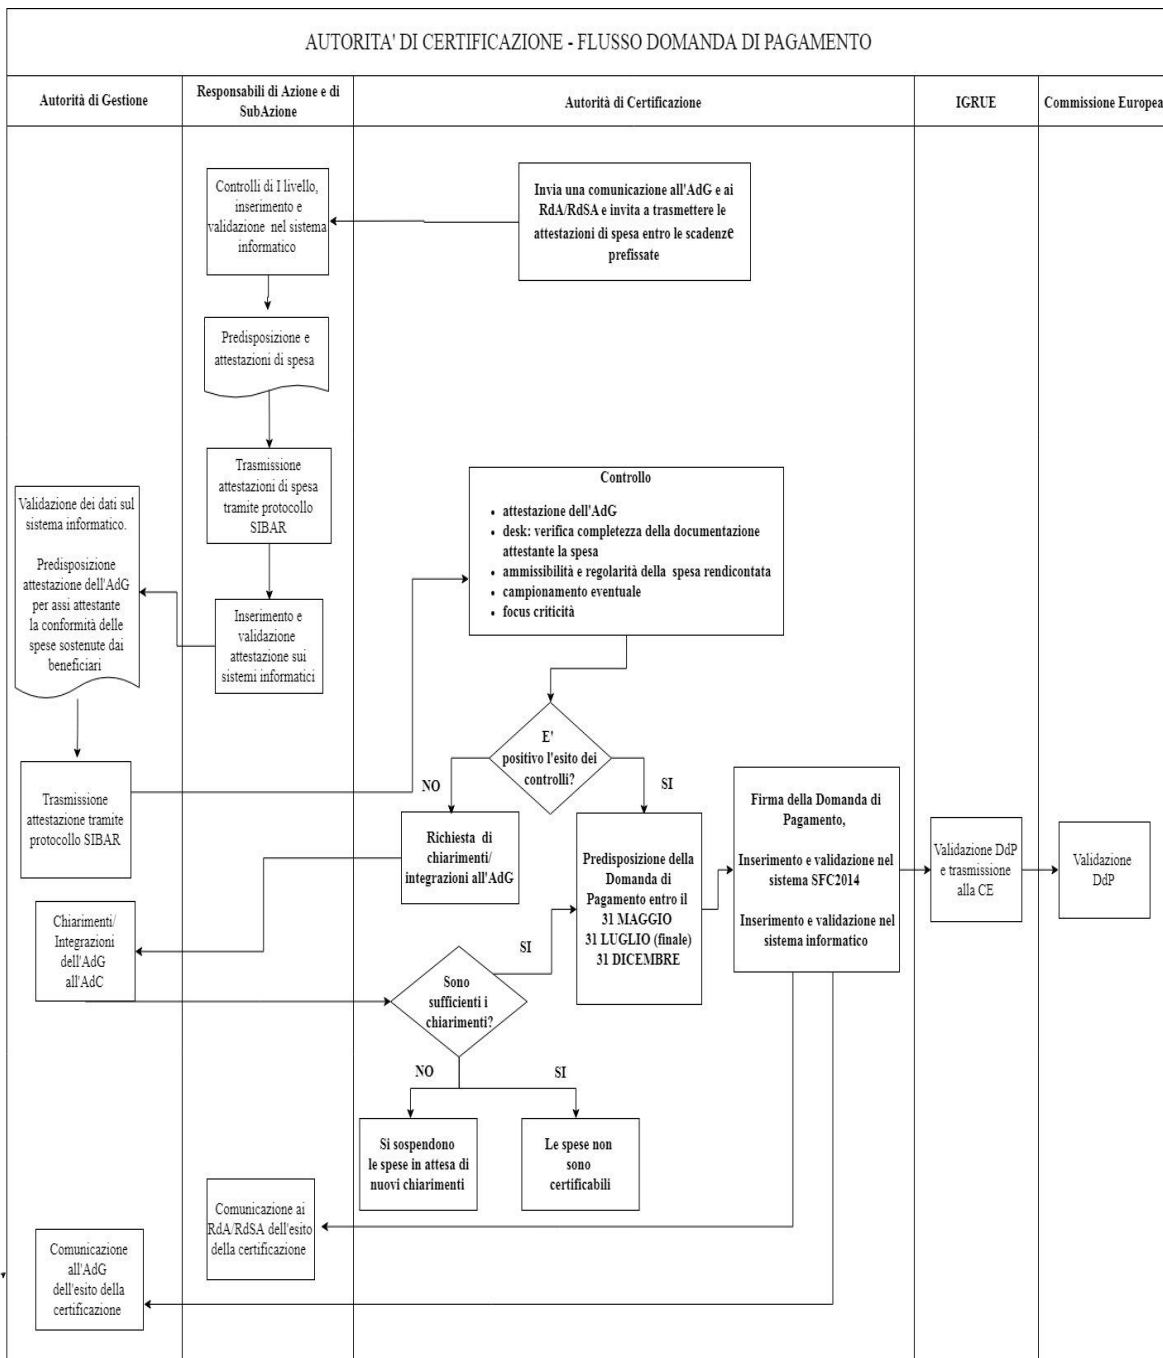 AUTORITA' DI CERTIFICAZIONE - FLUSSO DOMANDA DI PAGAMENTO
Autorità di Gestione
Responsabili di Azione e di
SubAzione
Autorità di Certificazione
IGRUE
Commissione Europea
Invia una comunicazione all'AdG e ai
RdA/RdSA e invita a trasmettere le
attestazioni di spesa entro le scadenze
prefissate
Controlli di I livello,
inserimento e
validazione nel sistema
informatico
Predisposizione e
attestazioni di spesa
Trasmissione
attestazioni di spesa
tramite protocollo
SIBAR
Inserimento e
validazione
attestazione sui
sistemi informatici
Validazione dei dati sul
sistema informatico.
Predisposizione
attestazione dell'AdG
per assi attestante
la conformità delle
spese sostenute dai
beneficiari
Trasmissione
attestazione tramite
protocollo SIBAR
Controllo
• attestazione dell'AdG
• desk: verifica completezza della documentazione
attestante la spesa
• ammissibilità e regolarità della spesa rendicontata
• campionamento eventuale
• focus criticità
E'
positivo l'esito dei
controlli?
NO
SI
Richiesta di
chiarimenti/
integrazioni all'AdG
Chiarimenti/
Integrazioni
dell'AdG
all'AdC
Sono
sufficienti i
chiarimenti?
SI
NO
SI
Si sospendono
le spese in attesa di
nuovi chiarimenti
Le spese non
sono
certificabili
Predisposizione della
Domanda di
Pagamento entro il
31 MAGGIO
31 LUGLIO (finale)
31 DICEMBRE
Firma della Domanda di
Pagamento,
Inserimento e validazione nel
sistema SFC2014
Inserimento e validazione nel
sistema informatico
Validazione DdP
e trasmissione
alla CE
Validazione
DdP
Comunicazione ai
RdA/RdSA dell'esito
della certificazione
Comunicazione
all'AdG
dell'esito della
certificazione